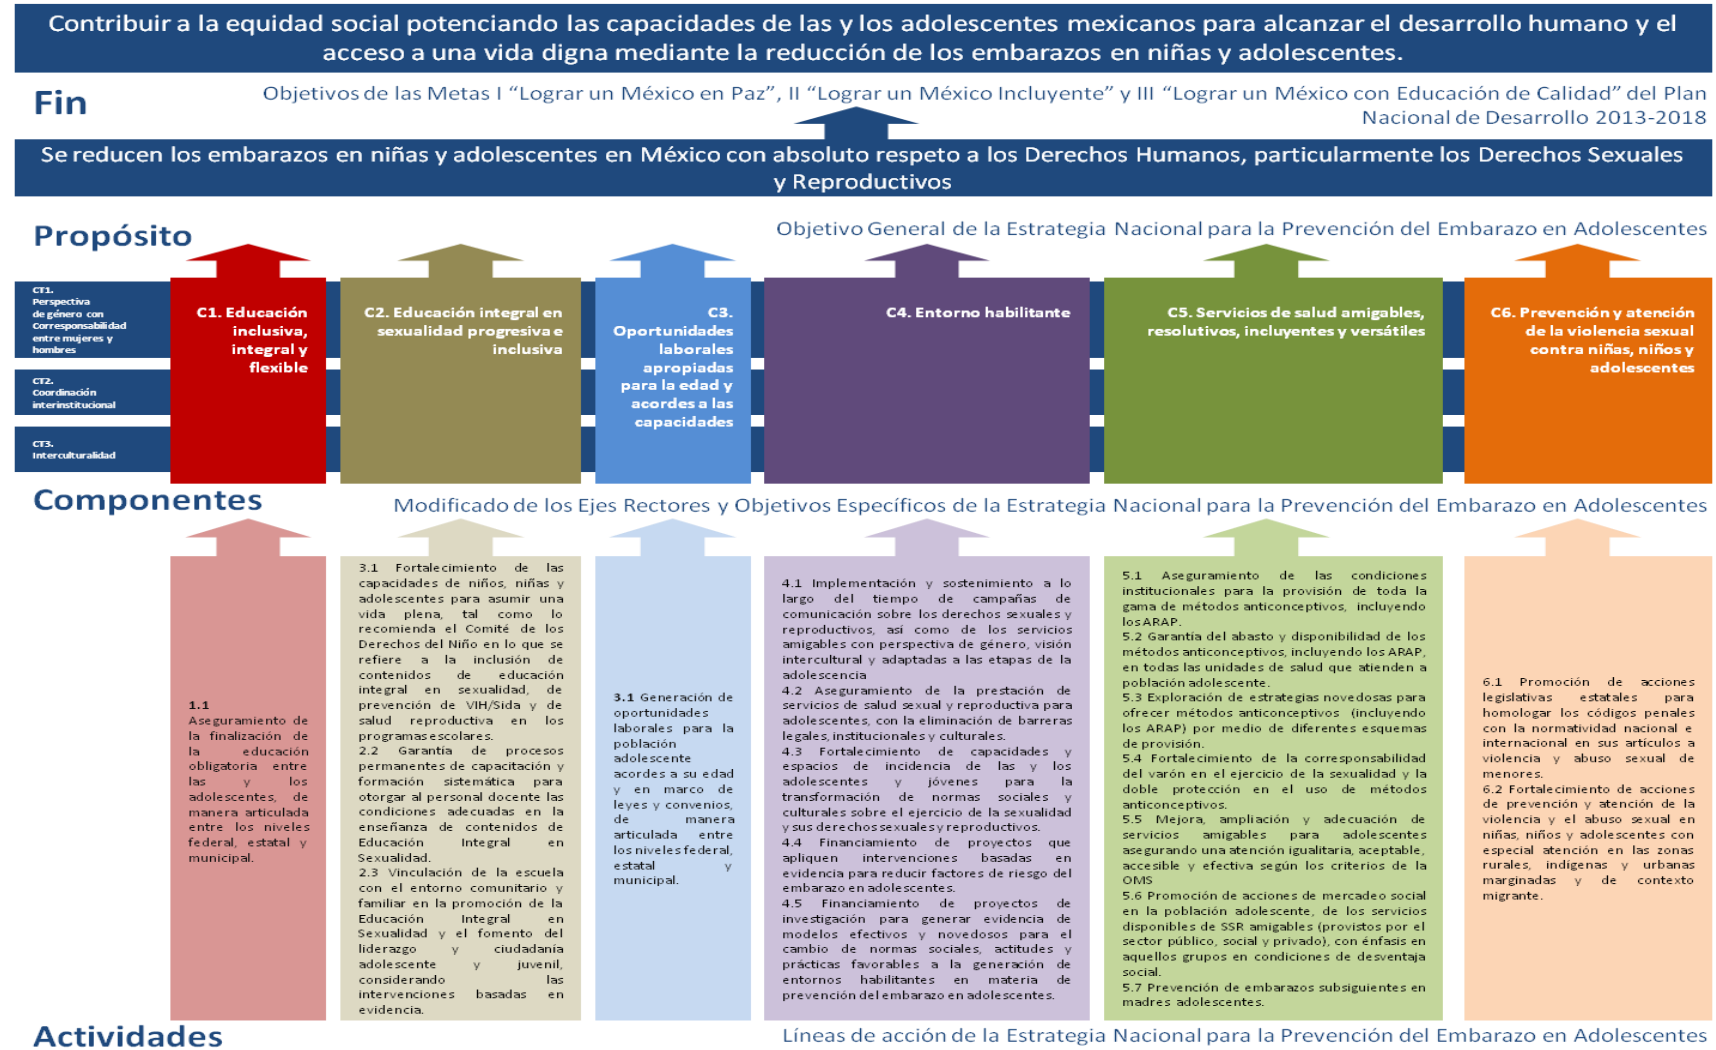 Contribuir a la equidad social potenciando las capacidades de las y los adolescentes mexicanos para alcanzar el desarrollo humano y el
acceso a una vida digna mediante la reducción de los embarazos en niñas y adolescentes.
Fin
Objetivos de las Metas I “Lograr un México en Paz”, II “Lograr un México Incluyente” y III “Lograr un México con Educación de Calidad” del Plan
Nacional de Desarrollo 2013-2018
Se reducen los embarazos en niñas y adolescentes en México con absoluto respeto a los Derechos Humanos, particularmente los Derechos Sexuales
y Reproductivos
Propósito
Objetivo General de la Estrategia Nacional para la Prevención del Embarazo en Adolescentes
CT1.
Perspectiva
de género con
Corresponsabilidad
entre mujeres y
hombres
CT2.
Coordinación
interinstitucional
CT3.
Interculturalidad
C1. Educación
inclusiva,
integral y
flexible
C2. Educación integral en
sexualidad progresiva e
inclusiva
C3.
Oportunidades
laborales
apropiadas
para la edad y
acordes a las
capacidades
C4. Entorno habilitante
C5. Servicios de salud amigables,
resolutivos, incluyentes y versátiles
C6. Prevención y atención
de la violencia sexual
contra niñas, niños y
adolescentes
Componentes
Modificado de los Ejes Rectores y Objetivos Específicos de la Estrategia Nacional para la Prevención del Embarazo en Adolescentes
1.1
Aseguramiento de
la finalización de
la educación
obligatoria entre
las y los
adolescentes, de
manera articulada
entre los niveles
federal, estatal y
municipal.
3.1 Fortalecimiento de las
capacidades de niños, niñas y
adolescentes para asumir una
vida plena, tal como lo
recomienda el Comité de los
Derechos del Niño en lo que se
refiere a la inclusión de
contenidos de educación
integral en sexualidad, de
prevención de VIH/Sida y de
salud reproductiva en los
programas escolares.
2.2 Garantía de procesos
permanentes de capacitación y
formación sistemática para
otorgar al personal docente las
condiciones adecuadas en la
enseñanza de contenidos de
Educación Integral en
Sexualidad.
2.3 Vinculación de la escuela
con el entorno comunitario y
familiar en la promoción de la
Educación Integral en
Sexualidad y el fomento del
liderazgo y ciudadanía
adolescente y juvenil,
considerando las
intervenciones basadas en
evidencia.
3.1 Generación de
oportunidades
laborales para la
población
adolescente
acordes a su edad
y en marco de
leyes y convenios,
de manera
articulada entre
los niveles federal,
estatal y
municipal.
4.1 Implementación y sostenimiento a lo
largo del tiempo de campañas de
comunicación sobre los derechos sexuales y
reproductivos, así como de los servicios
amigables con perspectiva de género, visión
intercultural y adaptadas a las etapas de la
adolescencia
4.2 Aseguramiento de la prestación de
servicios de salud sexual y reproductiva para
adolescentes, con la eliminación de barreras
legales, institucionales y culturales.
4.3 Fortalecimiento de capacidades y
espacios de incidencia de las y los
adolescentes y jóvenes para la
transformación de normas sociales y
culturales sobre el ejercicio de la sexualidad
y sus derechos sexuales y reproductivos.
4.4 Financiamiento de proyectos que
apliquen intervenciones basadas en
evidencia para reducir factores de riesgo del
embarazo en adolescentes.
4.5 Financiamiento de proyectos de
investigación para generar evidencia de
modelos efectivos y novedosos para el
cambio de normas sociales, actitudes y
prácticas favorables a la generación de
entornos habilitantes en materia de
prevención del embarazo en adolescentes.
5.1 Aseguramiento de las condiciones
institucionales para la provisión de toda la
gama de métodos anticonceptivos, incluyendo
los ARAP.
5.2 Garantía del abasto y disponibilidad de los
métodos anticonceptivos, incluyendo los ARAP,
en todas las unidades de salud que atienden a
población adolescente.
5.3 Exploración de estrategias novedosas para
ofrecer métodos anticonceptivos (incluyendo
los ARAP) por medio de diferentes esquemas
de provisión.
5.4 Fortalecimiento de la corresponsabilidad
del varón en el ejercicio de la sexualidad y la
doble protección en el uso de métodos
anticonceptivos.
5.5 Mejora, ampliación y adecuación de
servicios amigables para adolescentes
asegurando una atención igualitaria, aceptable,
accesible y efectiva según los criterios de la
OMS
5.6 Promoción de acciones de mercadeo social
en la población adolescente, de los servicios
disponibles de SSR amigables (provistos por el
sector público, social y privado), con énfasis en
aquellos grupos en condiciones de desventaja
social.
5.7 Prevención de embarazos subsiguientes en
madres adolescentes.
6.1 Promoción de acciones
legislativas estatales para
homologar los códigos penales
con la normatividad nacional e
internacional en sus artículos a
violencia y abuso sexual de
menores.
6.2 Fortalecimiento de acciones
de prevención y atención de la
violencia y el abuso sexual en
niñas, niños y adolescentes con
especial atención en las zonas
rurales, indígenas y urbanas
marginadas y de contexto
migrante.
Actividades
Líneas de acción de la Estrategia Nacional para la Prevención del Embarazo en Adolescentes